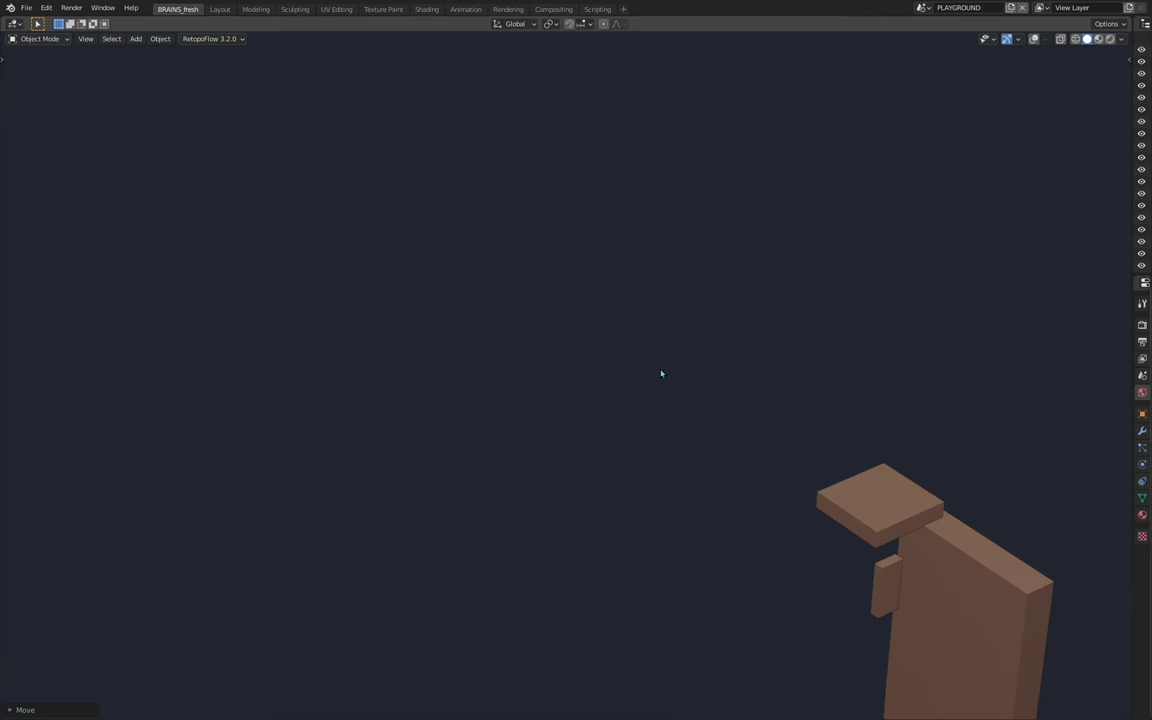 File Edit Render Window Help BRAINS_fresh Layout Modeling Sculpting UV Editing Texture Paint Shading Animation Rendering Compositing Scripting + PLAYGROUND View Layer
Global Options
Object Mode View Select Add Object RetopoFlow 3.2.0
Move